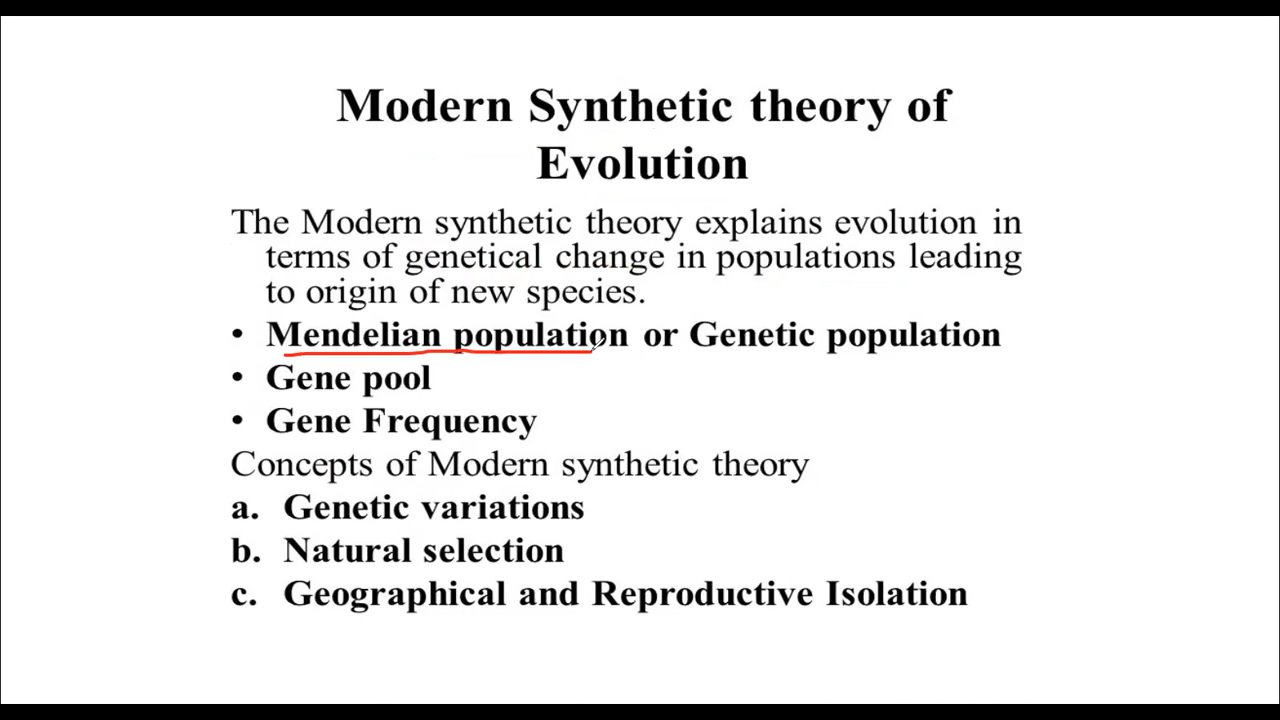 Modern Synthetic theory of
Evolution
The Modern synthetic theory explains evolution in
terms of genetical change in populations leading
to origin of new species.
• Mendelian population or Genetic population
• Gene pool
• Gene Frequency
Concepts of Modern synthetic theory
a. Genetic variations
b. Natural selection
c. Geographical and Reproductive Isolation